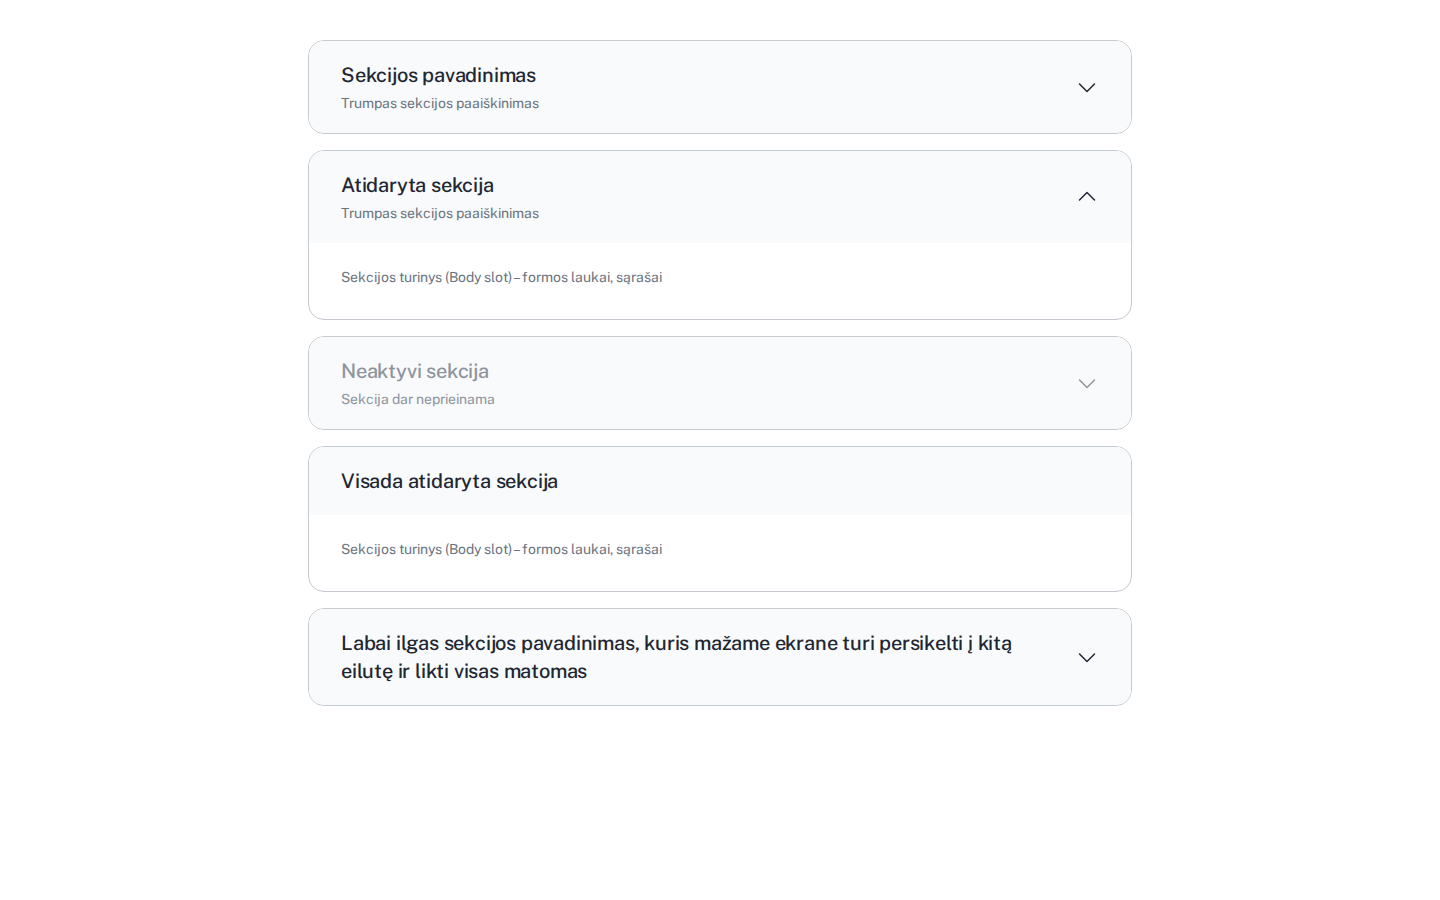 Sekcijos pavadinimas
Trumpas sekcijos paaiškinimas
Atidaryta sekcija
Trumpas sekcijos paaiškinimas
Sekcijos turinys (Body slot) – formos laukai, sąrašai
Neaktyvi sekcija
Sekcija dar neprieinama
Visada atidaryta sekcija
Sekcijos turinys (Body slot) – formos laukai, sąrašai
Labai ilgas sekcijos pavadinimas, kuris mažame ekrane turi persikelti į kitą
eilutę ir likti visas matomas